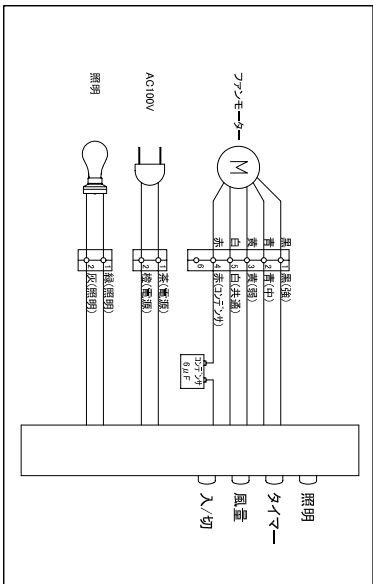 黒 1 黒(強)
青 2 青(中)
黄 3 黄(弱)
白 5 白(共通)
赤 4 赤(コンデンサ)
6
ファンモーター
M
コンデンサ
6μF
AC100V
1 茶(電源)
2 橙(電源)
照明
1 緑(照明)
2 灰(照明)
照明
タイマー
風量
入/切